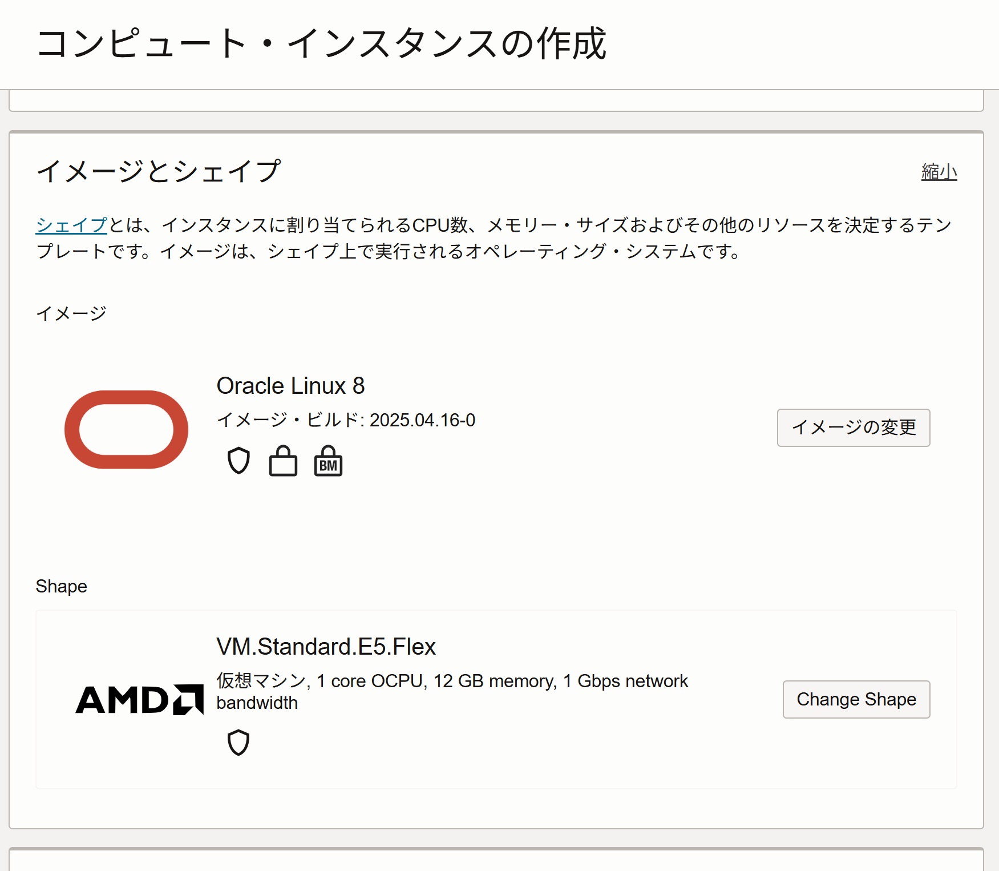 コンピュート・インスタンスの作成
イメージとシェイプ
縮小
シェイプとは、インスタンスに割り当てられるCPU数、メモリー・サイズおよびその他のリソースを決定するテン
プレートです。イメージは、シェイプ上で実行されるオペレーティング・システムです。
イメージ
Oracle Linux 8
イメージ・ビルド: 2025.04.16-0
BM
イメージの変更
Shape
AMD
VM.Standard.E5.Flex
仮想マシン, 1 core OCPU, 12 GB memory, 1 Gbps network
bandwidth
Change Shape